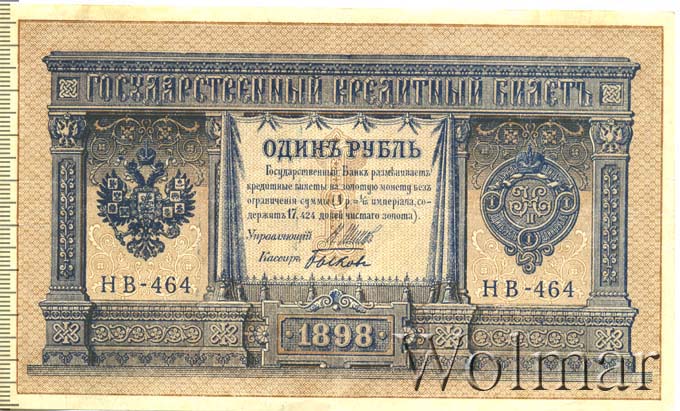 ГОСУДАРСТВЕННЫЙ КРЕДИТНЫЙ БИЛЕТЪ
ОДИНЪ РУБЛЬ
Государственный Банкъ размѣниваетъ
кредитные билеты на золотую монету безъ
ограниченія суммы (1 р.=1/15 имперіала, со-
держитъ 17,424 долей чистаго золота).
Управляющій
Кассиръ Быков
НВ-464
НВ-464
1898
Wolmar